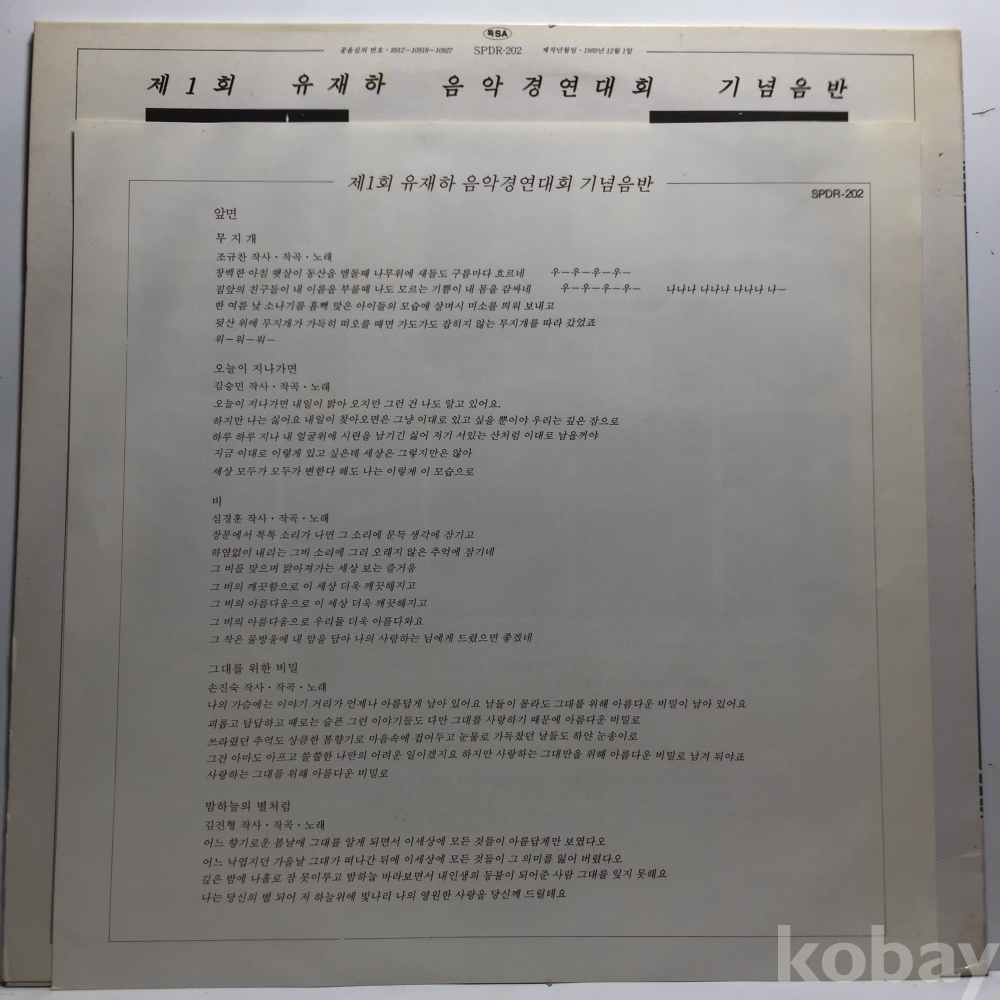 특SA
공윤심의 번호·8912-10918~10927 SPDR-202 제작년월일·1989년 12월 1일
제1회 유재하 음악경연대회 기념음반
제1회 유재하 음악경연대회 기념음반
SPDR-202
앞면
무지개
조규찬 작사·작곡·노래
창백한 아침 햇살이 동산을 맴돌때 나무위에 새들도 구름마다 흐르네 우-우-우-우-
집앞의 친구들이 내 이름을 부를때 나도 모르는 기쁨이 내 몸을 감싸네 우-우-우-우- 나나나 나나나 나나나 나-
한 여름 낮 소나기를 흠뻑 맞은 아이들의 모습에 살며시 미소를 띄워 보내고
뒷산 위에 무지개가 가득히 떠오를 때면 가도가도 잡히지 않는 무지개를 따라 갔었죠
워-워-워-
오늘이 지나가면
김승민 작사·작곡·노래
오늘이 지나가면 내일이 밝아 오지만 그런 건 나도 알고 있어요.
하지만 나는 싫어요 내일이 찾아오면은 그냥 이대로 있고 싶을 뿐이야 우리는 깊은 잠으로
하루 하루 지나 내 얼굴위에 시련을 남기긴 싫어 저기 서있는 산처럼 이대로 남을꺼야
지금 이대로 이렇게 있고 싶은데 세상은 그렇지만은 않아
세상 모두가 모두가 변한다 해도 나는 이렇게 이 모습으로
비
심경훈 작사·작곡·노래
창문에서 톡톡 소리가 나면 그 소리에 문득 생각에 잠기고
하염없이 내리는 그비 소리에 그리 오래지 않은 추억에 잠기네
그 비를 맞으며 밝아져가는 세상 보는 즐거움
그 비의 깨끗함으로 이 세상 더욱 깨끗해지고
그 비의 아름다움으로 이 세상 더욱 깨끗해지고
그 비의 아름다움으로 우리들 더욱 아름다와요
그 작은 물방울에 내 맘을 담아 나의 사랑하는 님에게 드렸으면 좋겠네
그대를 위한 비밀
손진숙 작사·작곡·노래
나의 가슴에는 이야기 거리가 언제나 아름답게 남아 있어요 남들이 몰라도 그대를 위해 아름다운 비밀이 남아 있어요
괴롭고 답답하고 때로는 슬픈 그런 이야기들도 다만 그대를 사랑하기 때문에 아름다운 비밀로
쓰라렸던 추억도 상큼한 봄향기로 마음속에 접어두고 눈물로 가득찼던 날들도 하얀 눈송이로
그건 아마도 아프고 쓸쓸한 나만의 어려운 일이겠지요 하지만 사랑하는 그대만을 위해 아름다운 비밀로 남겨 둬야죠
사랑하는 그대를 위해 아름다운 비밀로
밤하늘의 별처럼
김진형 작사·작곡·노래
어느 향기로운 봄날에 그대를 알게 되면서 이세상에 모든 것들이 아름답게만 보였다오
어느 낙엽지던 가을날 그대가 떠나간 뒤에 이세상에 모든 것들이 그 의미를 잃어 버렸다오
깊은 밤에 나홀로 잠 못이루고 밤하늘 바라보면서 내인생의 등불이 되어준 사람 그대를 잊지 못해요
나는 당신의 별 되어 저 하늘위에 빛나리 나의 영원한 사랑을 당신께 드릴테요
kobay